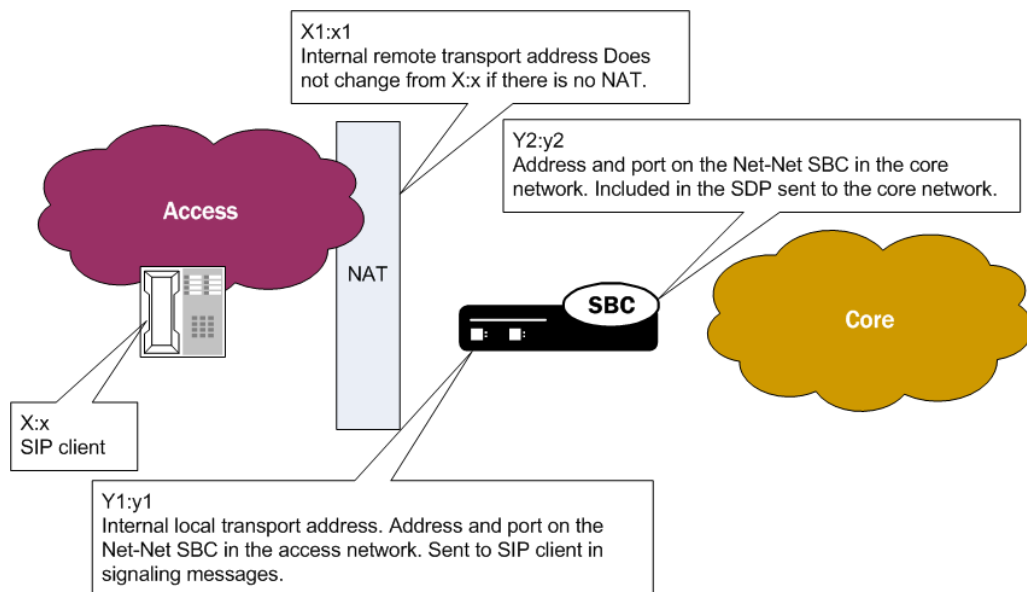 X1:x1
Internal remote transport address Does
not change from X:x if there is no NAT.
Y2:y2
Address and port on the Net-Net SBC in the core
network. Included in the SDP sent to the core network.
Access
NAT
SBC
Core
X:x
SIP client
Y1:y1
Internal local transport address. Address and port on the
Net-Net SBC in the access network. Sent to SIP client in
signaling messages.